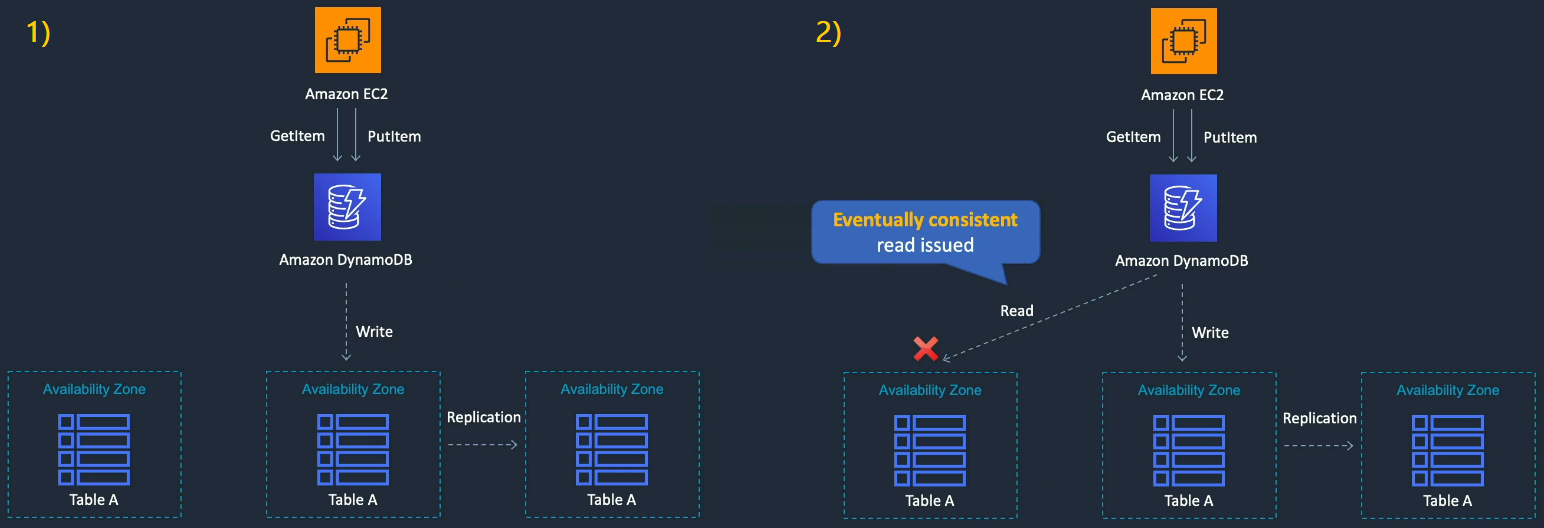 1)
Amazon EC2
GetItem
PutItem
Amazon DynamoDB
Write
Availability Zone
Table A
Availability Zone
Table A
Replication
Availability Zone
Table A
2)
Amazon EC2
GetItem
PutItem
Eventually consistent
read issued
Amazon DynamoDB
Read
Write
Availability Zone
Table A
Availability Zone
Table A
Replication
Availability Zone
Table A